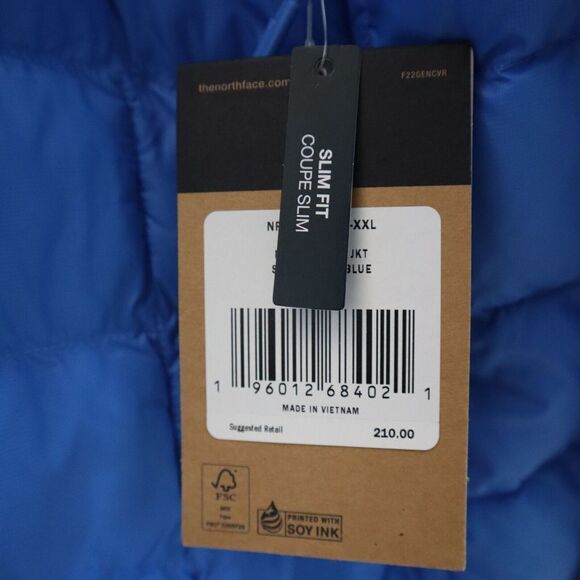 thenorthface.com
F22GENCVR
SLIM FIT
COUPE SLIM
-XXL
JKT
BLUE
1 96012 68402 1
MADE IN VIETNAM
Suggested Retail 210.00
FSC
MIX
PRINTED WITH
SOY INK